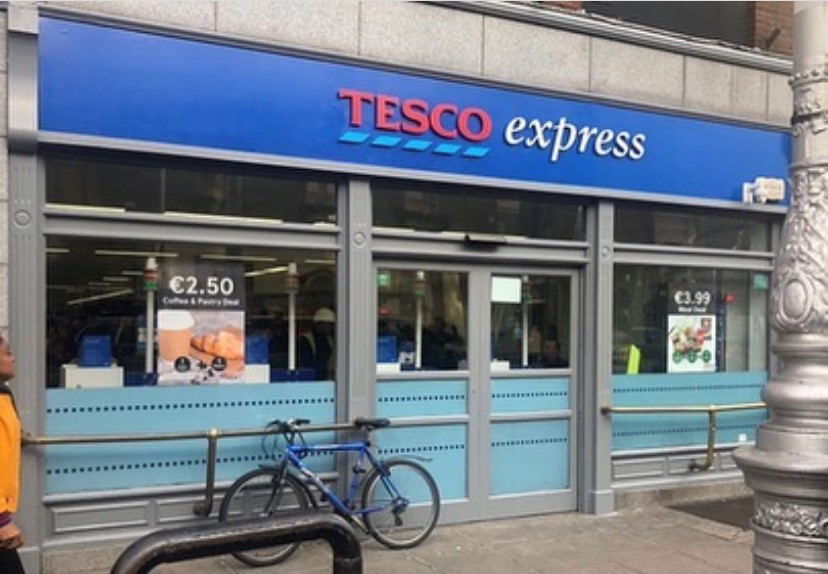 TESCO express
€2.50
Coffee & Pastry Deal
€3.99
Meal Deal